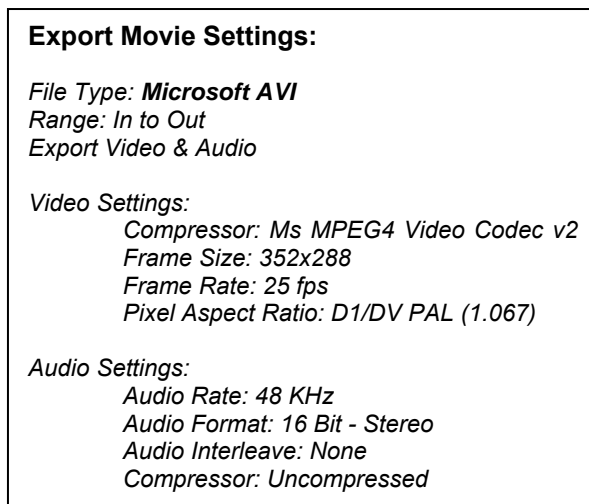 Export Movie Settings:
File Type: Microsoft AVI
Range: In to Out
Export Video & Audio
Video Settings:
Compressor: Ms MPEG4 Video Codec v2
Frame Size: 352x288
Frame Rate: 25 fps
Pixel Aspect Ratio: D1/DV PAL (1.067)
Audio Settings:
Audio Rate: 48 KHz
Audio Format: 16 Bit - Stereo
Audio Interleave: None
Compressor: Uncompressed